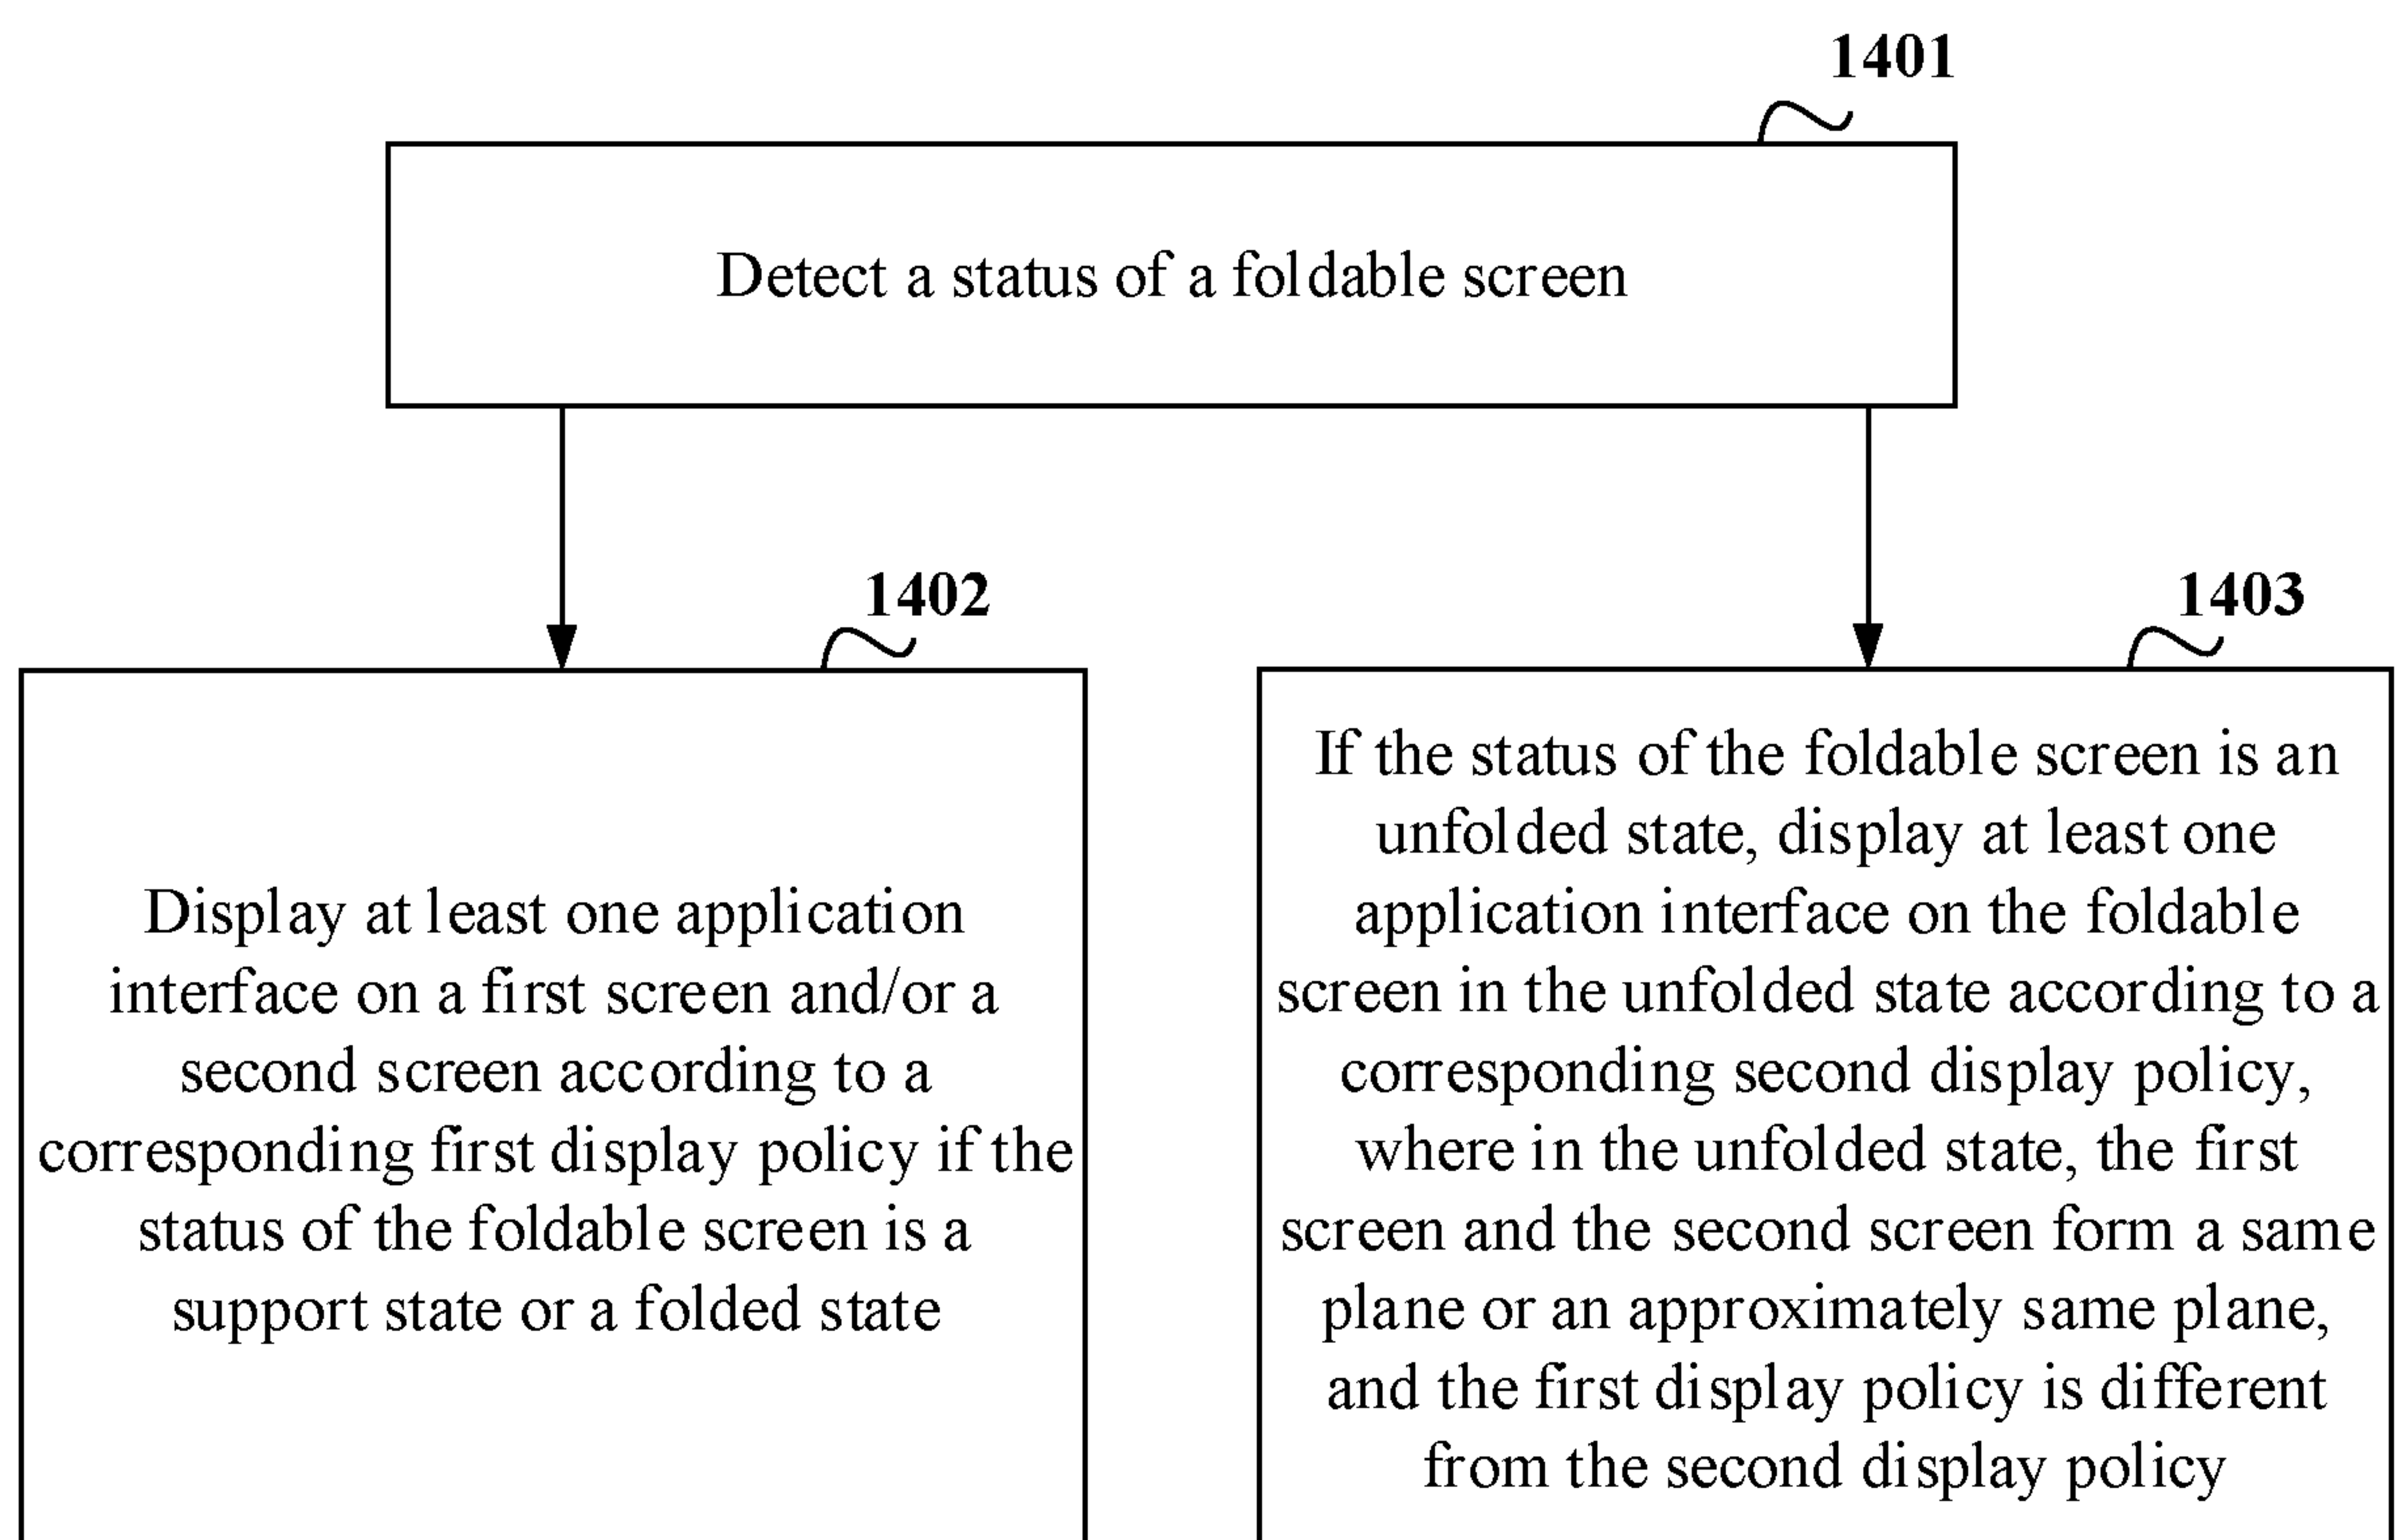 1401
Detect a status of a foldable screen
1402
Display at least one application
interface on a first screen and/or a
second screen according to a
corresponding first display policy if the
status of the foldable screen is a
support state or a folded state
1403
If the status of the foldable screen is an
unfolded state, display at least one
application interface on the foldable
screen in the unfolded state according to a
corresponding second display policy,
where in the unfolded state, the first
screen and the second screen form a same
plane or an approximately same plane,
and the first display policy is different
from the second display policy